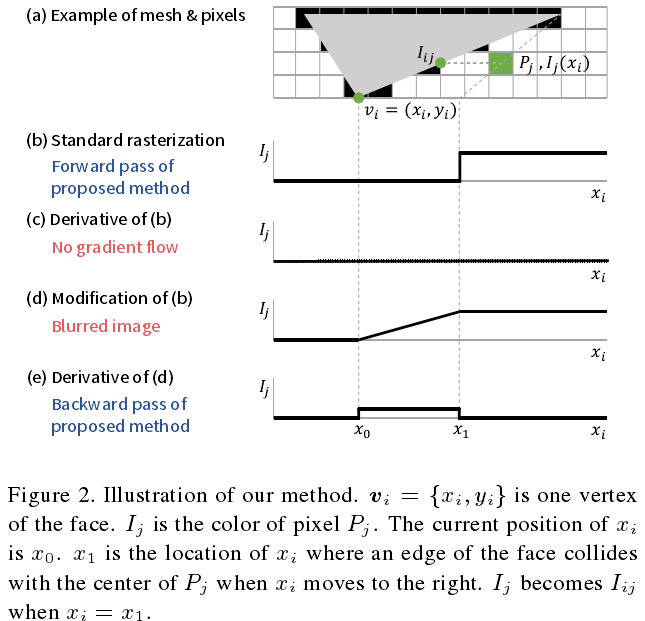 (a) Example of mesh & pixels
I_{ij}
P_j , I_j(x_i)
v_i = (x_i, y_i)
(b) Standard rasterization
Forward pass of
proposed method
I_j
x_i
(c) Derivative of (b)
No gradient flow
I_j
x_i
(d) Modification of (b)
Blurred image
I_j
x_i
(e) Derivative of (d)
Backward pass of
proposed method
I_j
x_0
x_1
x_i
Figure 2. Illustration of our method. v_i = {x_i, y_i} is one vertex
of the face. I_j is the color of pixel P_j. The current position of x_i
is x_0. x_1 is the location of x_i where an edge of the face collides
with the center of P_j when x_i moves to the right. I_j becomes I_{ij}
when x_i = x_1.